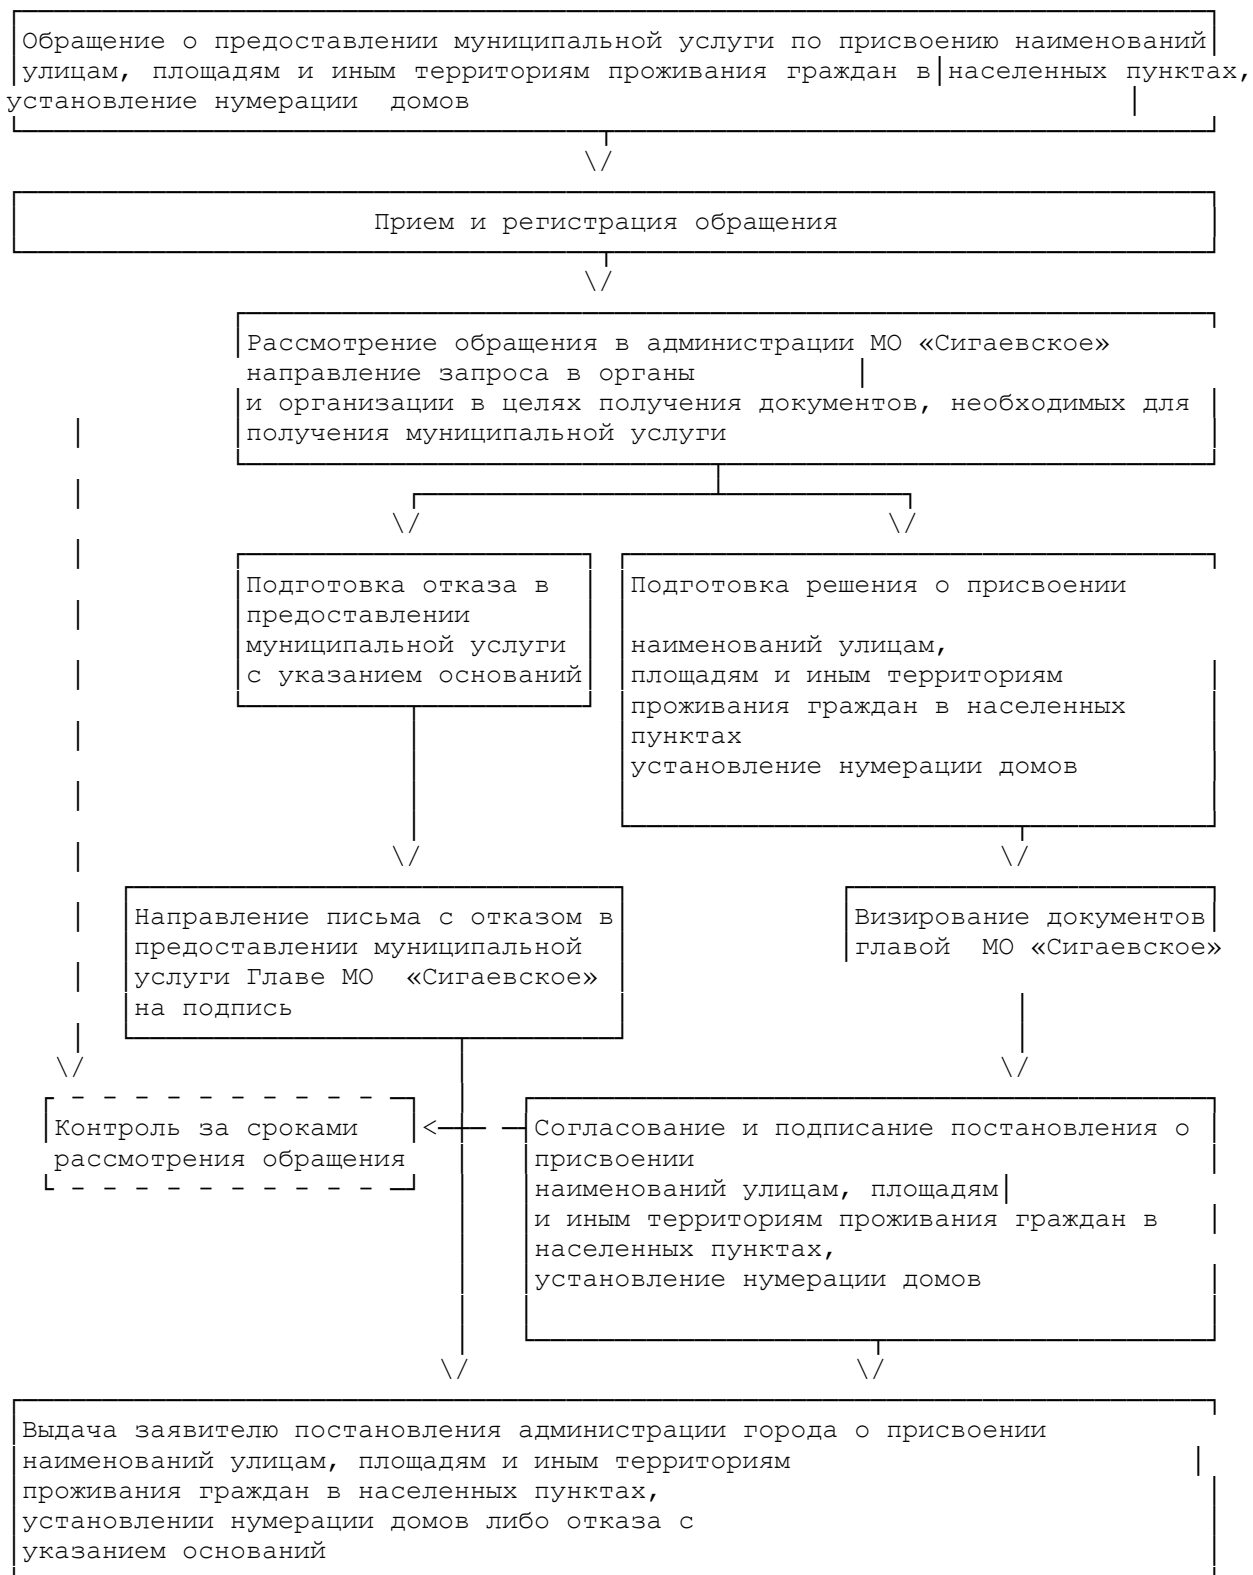 Обращение о предоставлении муниципальной услуги по присвоению наименований
улицам, площадям и иным территориям проживания граждан в населенных пунктах,
установление нумерации домов
Прием и регистрация обращения
Рассмотрение обращения в администрации МО «Сигаевское»
направление запроса в органы
и организации в целях получения документов, необходимых для
получения муниципальной услуги
Подготовка отказа в
предоставлении
муниципальной услуги
с указанием оснований
Подготовка решения о присвоении
наименований улицам,
площадям и иным территориям
проживания граждан в населенных
пунктах
установление нумерации домов
Направление письма с отказом в
предоставлении муниципальной
услуги Главе МО «Сигаевское»
на подпись
Визирование документов
главой МО «Сигаевское»
Контроль за сроками
рассмотрения обращения
Согласование и подписание постановления о
присвоении
наименований улицам, площадям
и иным территориям проживания граждан в
населенных пунктах,
установление нумерации домов
Выдача заявителю постановления администрации города о присвоении
наименований улицам, площадям и иным территориям
проживания граждан в населенных пунктах,
установлении нумерации домов либо отказа с
указанием оснований